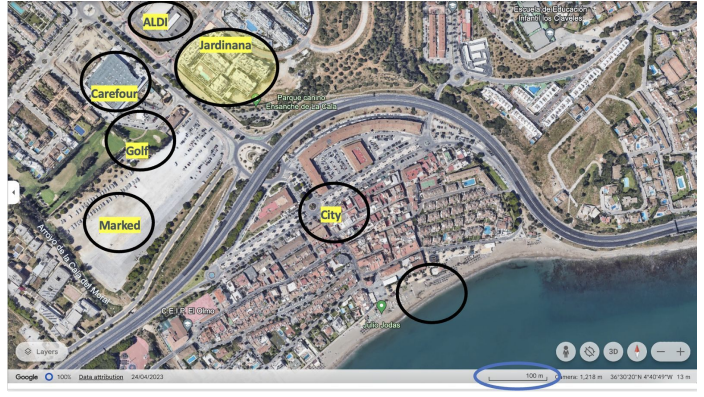 Escuela de Educación
Infantil los Claveles
ALDI
Jardinana
Carefour
Parque canino
Ensanche de La Cala
Golf
City
Marked
Arroyo de la Cala del Moral
C.E.I.P. El Olmo
Julio Jodas
Layers
3D
Google 100% Data attribution 24/04/2023 100 m Camera: 1,218 m 36°30'20"N 4°40'49"W 13 m